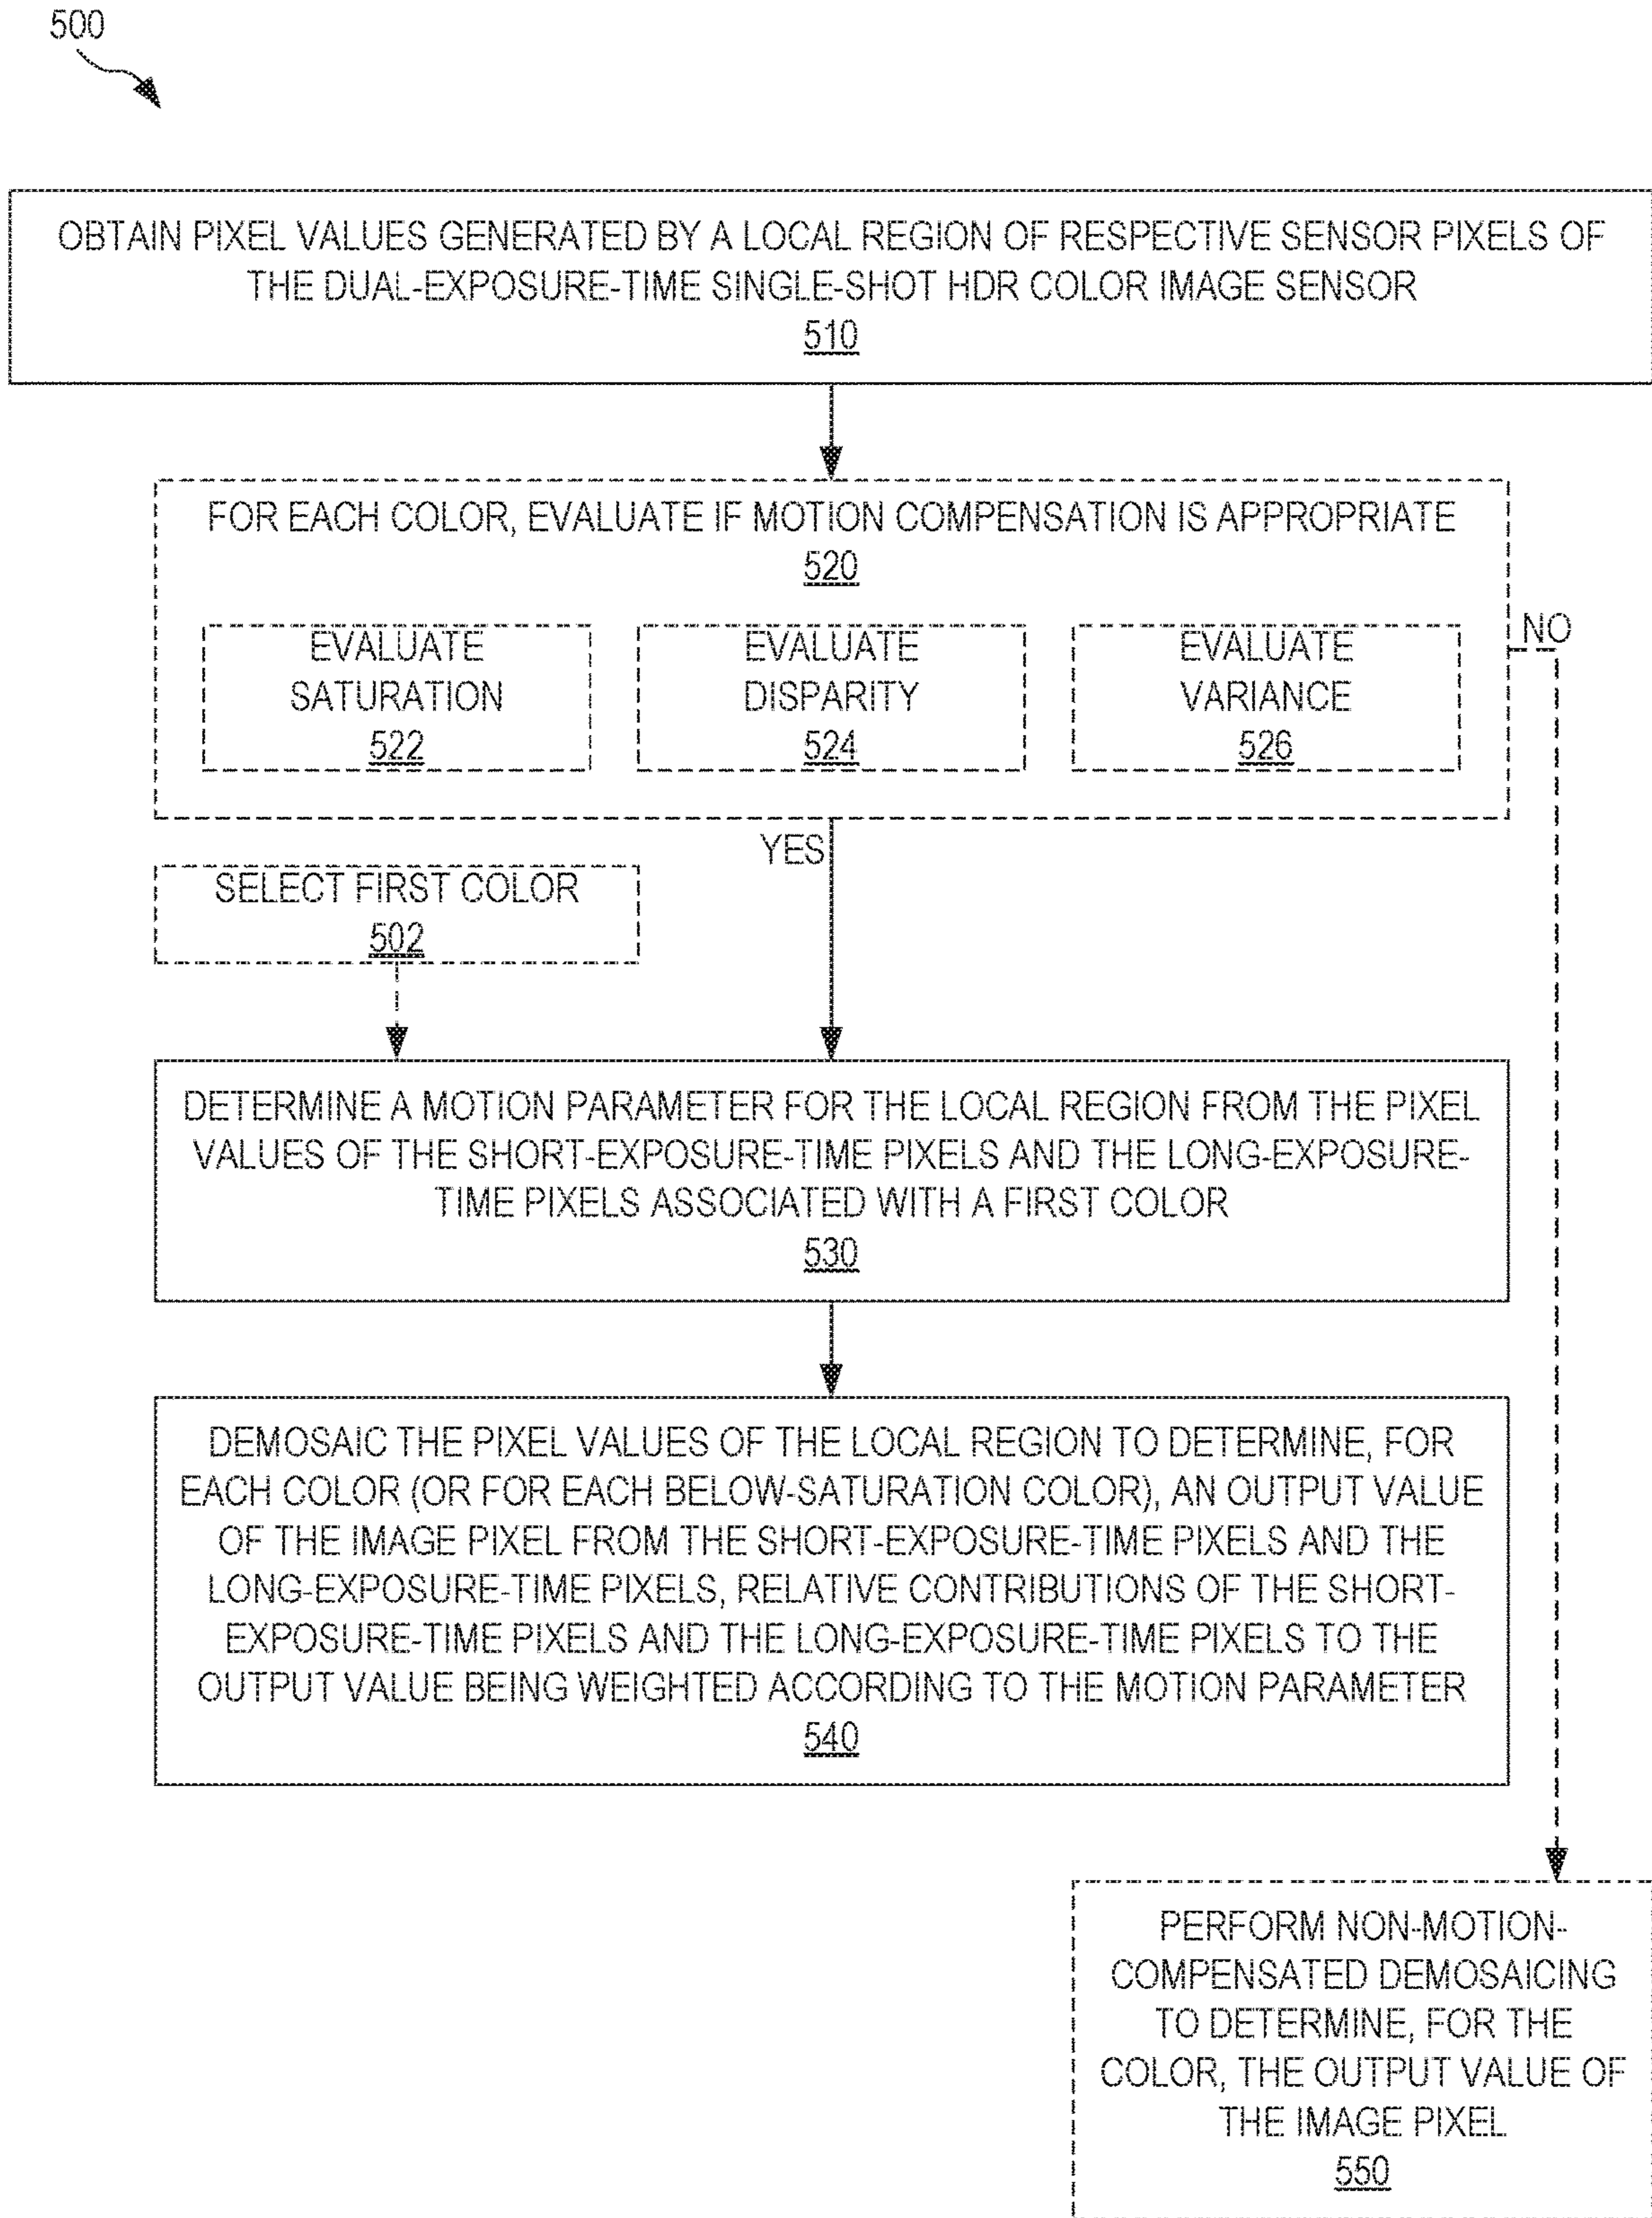 500
OBTAIN PIXEL VALUES GENERATED BY A LOCAL REGION OF RESPECTIVE SENSOR PIXELS OF
THE DUAL-EXPOSURE-TIME SINGLE-SHOT HDR COLOR IMAGE SENSOR
510
FOR EACH COLOR, EVALUATE IF MOTION COMPENSATION IS APPROPRIATE
520
EVALUATE
SATURATION
522
EVALUATE
DISPARITY
524
EVALUATE
VARIANCE
526
NO
YES
SELECT FIRST COLOR
502
DETERMINE A MOTION PARAMETER FOR THE LOCAL REGION FROM THE PIXEL
VALUES OF THE SHORT-EXPOSURE-TIME PIXELS AND THE LONG-EXPOSURE-
TIME PIXELS ASSOCIATED WITH A FIRST COLOR
530
DEMOSAIC THE PIXEL VALUES OF THE LOCAL REGION TO DETERMINE, FOR
EACH COLOR (OR FOR EACH BELOW-SATURATION COLOR), AN OUTPUT VALUE
OF THE IMAGE PIXEL FROM THE SHORT-EXPOSURE-TIME PIXELS AND THE
LONG-EXPOSURE-TIME PIXELS, RELATIVE CONTRIBUTIONS OF THE SHORT-
EXPOSURE-TIME PIXELS AND THE LONG-EXPOSURE-TIME PIXELS TO THE
OUTPUT VALUE BEING WEIGHTED ACCORDING TO THE MOTION PARAMETER
540
PERFORM NON-MOTION-
COMPENSATED DEMOSAICING
TO DETERMINE, FOR THE
COLOR, THE OUTPUT VALUE OF
THE IMAGE PIXEL
550